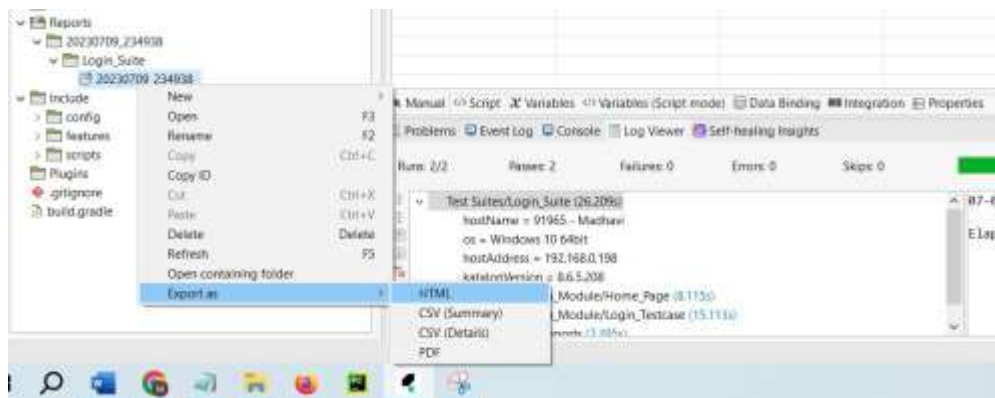 Reports
20230709_234938
Login_Suite
20230709_234938
Include
config
features
scripts
Plugins
.gitignore
build.gradle
New
Open F3
Rename F2
Copy Ctrl+C
Copy ID
Cut Ctrl+X
Paste Ctrl+V
Delete Delete
Refresh F5
Open containing folder
Export as
HTML
CSV (Summary)
CSV (Details)
PDF
Manual Script Variables Variables (Script mode) Data Binding Integration Properties
Problems Event Log Console Log Viewer Self-healing Insights
Runs: 2/2 Passes: 2 Failures: 0 Errors: 0 Skips: 0
Test Suites/Login_Suite (26.209s)
hostName = 91965 - Madhavi
os = Windows 10 64bit
hostAddress = 192.168.0.198
katalonVersion = 8.6.5.208
_Module/Home_Page (8.113s)
_Module/Login_Testcase (15.113s)
Elap